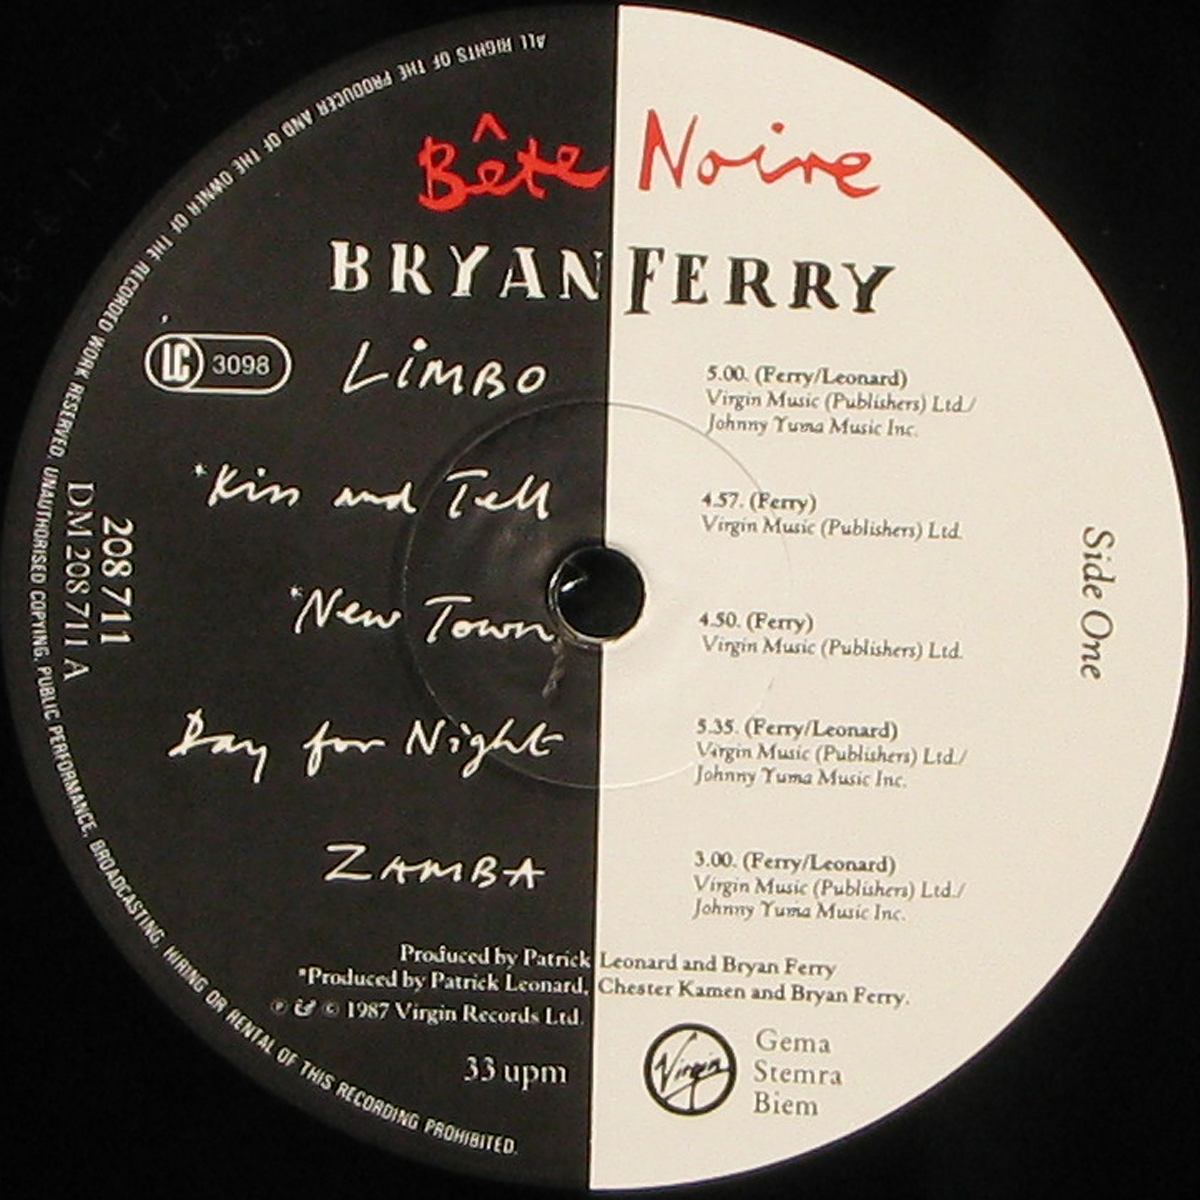 ALL RIGHTS OF THE PRODUCER AND OF THE OWNER OF THE RECORDED WORK RESERVED. UNAUTHORISED COPYING, PUBLIC PERFORMANCE, BROADCASTING, HIRING OR RENTAL OF THIS RECORDING PROHIBITED.
Bête Noire
BRYAN FERRY
LC 3098
LIMBO
5.00. (Ferry/Leonard)
Virgin Music (Publishers) Ltd./
Johnny Yuma Music Inc.
*Kiss and Tell
4.57. (Ferry)
Virgin Music (Publishers) Ltd.
208 711
DM 208 711 A
Side One
*New Town
4.50. (Ferry)
Virgin Music (Publishers) Ltd.
Day for Night
5.35. (Ferry/Leonard)
Virgin Music (Publishers) Ltd./
Johnny Yuma Music Inc.
ZAMBA
3.00. (Ferry/Leonard)
Virgin Music (Publishers) Ltd./
Johnny Yuma Music Inc.
Produced by Patrick Leonard and Bryan Ferry
*Produced by Patrick Leonard, Chester Kamen and Bryan Ferry.
℗ & © 1987 Virgin Records Ltd.
33 upm
Virgin
Gema
Stemra
Biem